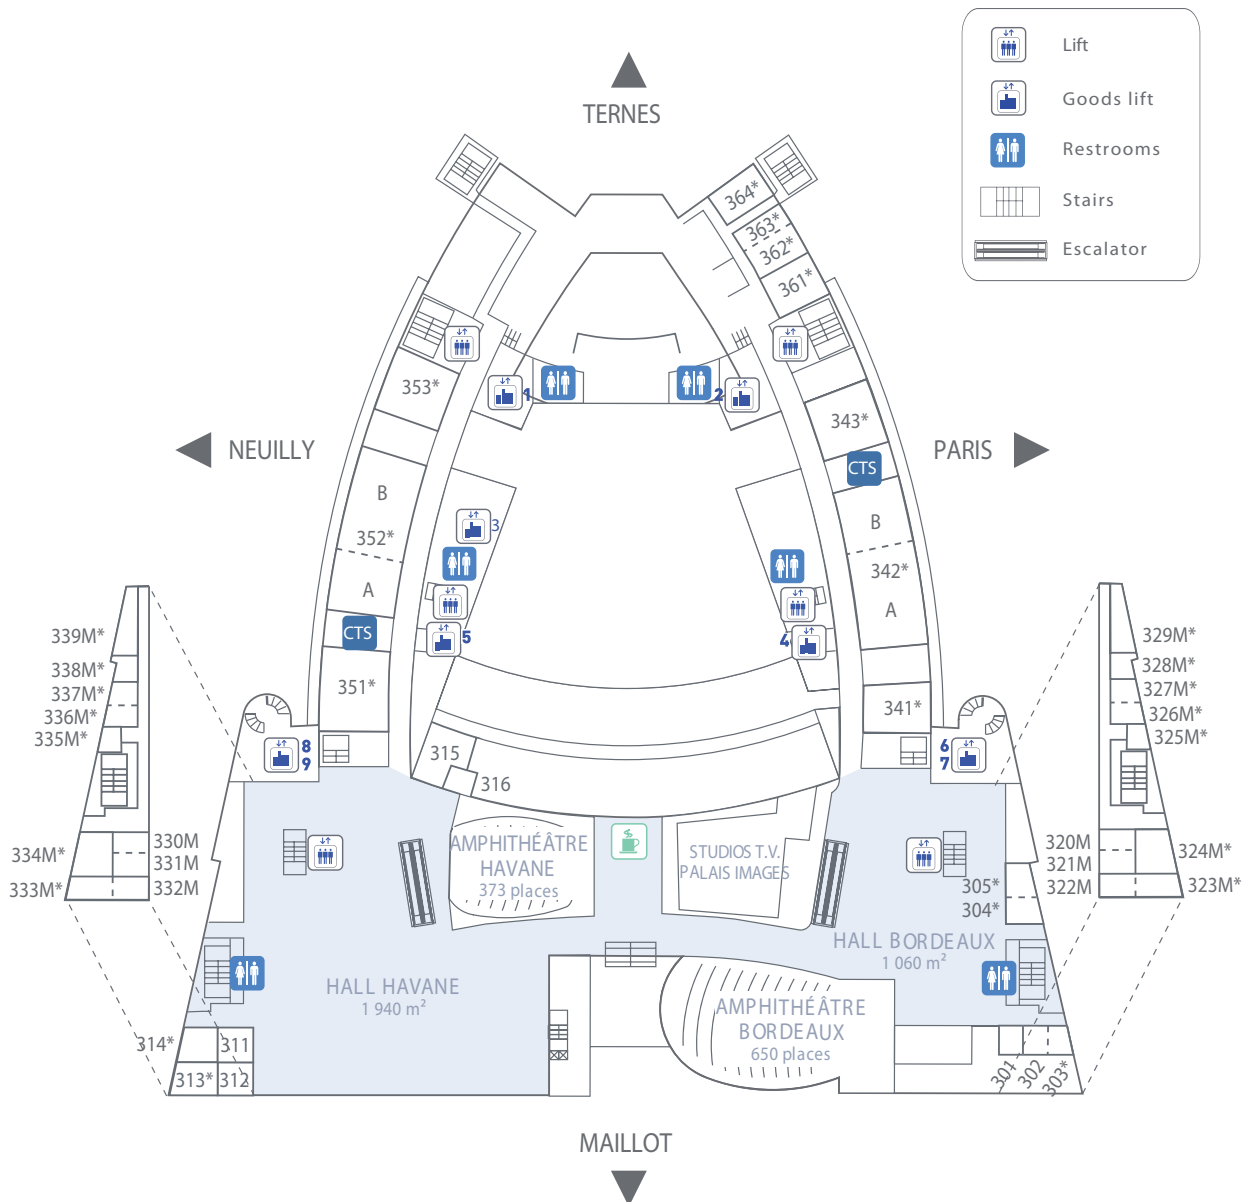 Lift
Goods lift
Restrooms
Stairs
Escalator
TERNES
364*
363*
362*
361*
353*
1
2
343*
NEUILLY
PARIS
CTS
B
352*
A
3
B
342*
A
CTS
5
4
339M*
338M*
337M*
336M*
335M*
329M*
328M*
327M*
326M*
325M*
351*
341*
8
9
6
7
315
316
330M
331M
332M
334M*
333M*
320M
321M
322M
324M*
323M*
AMPHITHÉÂTRE
HAVANE
373 places
STUDIOS T.V.
PALAIS IMAGES
305*
304*
HALL BORDEAUX
1 060 m²
HALL HAVANE
1 940 m²
AMPHITHÉÂTRE
BORDEAUX
650 places
314*
311
313*
312
301
302
303*
MAILLOT